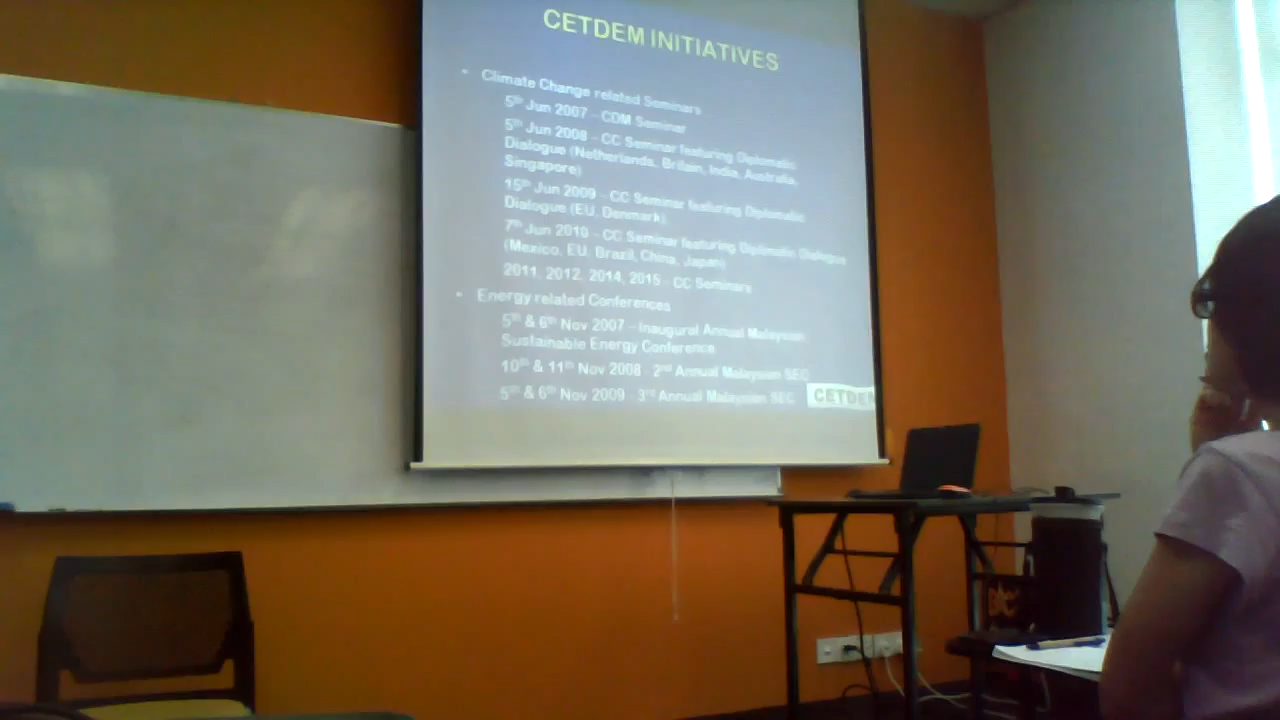 CETDEM INITIATIVES
• Climate Change related Seminars
5th Jun 2007 – CDM Seminar
5th Jun 2008 – CC Seminar featuring Diplomatic
Dialogue (Netherlands, Britain, India, Australia,
Singapore)
15th Jun 2009 – CC Seminar featuring Diplomatic
Dialogue (EU, Denmark)
7th Jun 2010 – CC Seminar featuring Diplomatic Dialogue
(Mexico, EU, Brazil, China, Japan)
2011, 2012, 2014, 2015 - CC Seminars
• Energy related Conferences
5th & 6th Nov 2007 – Inaugural Annual Malaysian
Sustainable Energy Conference
10th & 11th Nov 2008 - 2nd Annual Malaysian SEC
5th & 6th Nov 2009 - 3rd Annual Malaysian SEC
CETDEM